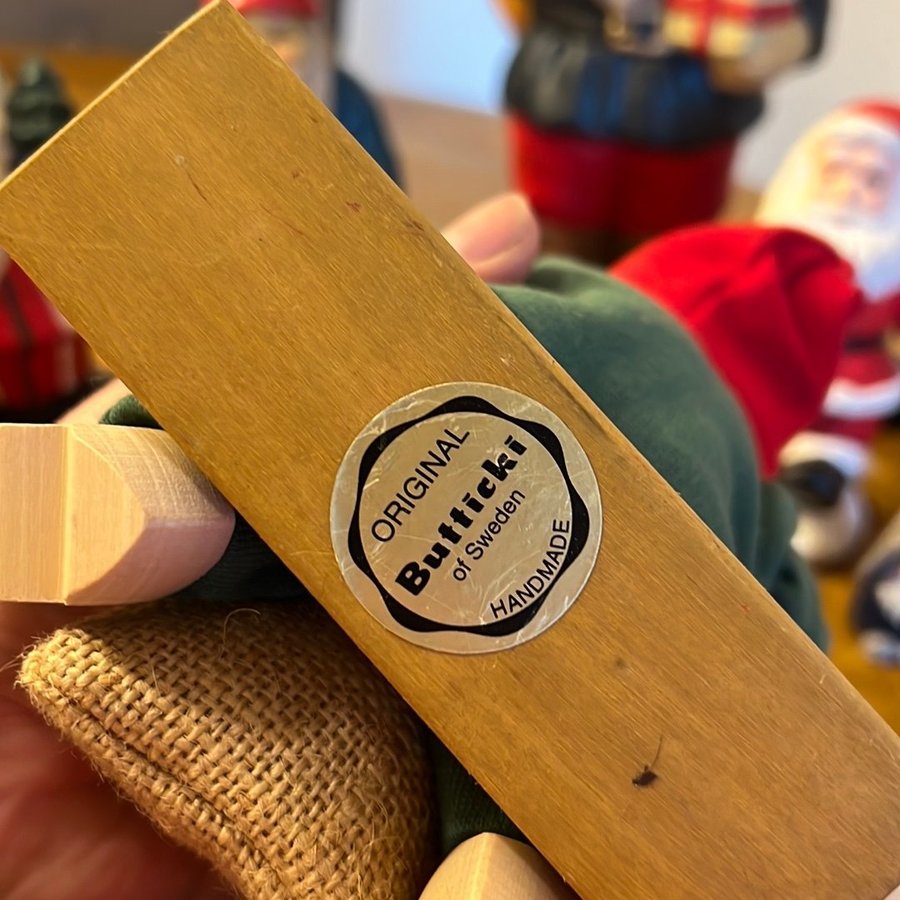 ORIGINAL
Butticki
of Sweden
HANDMADE